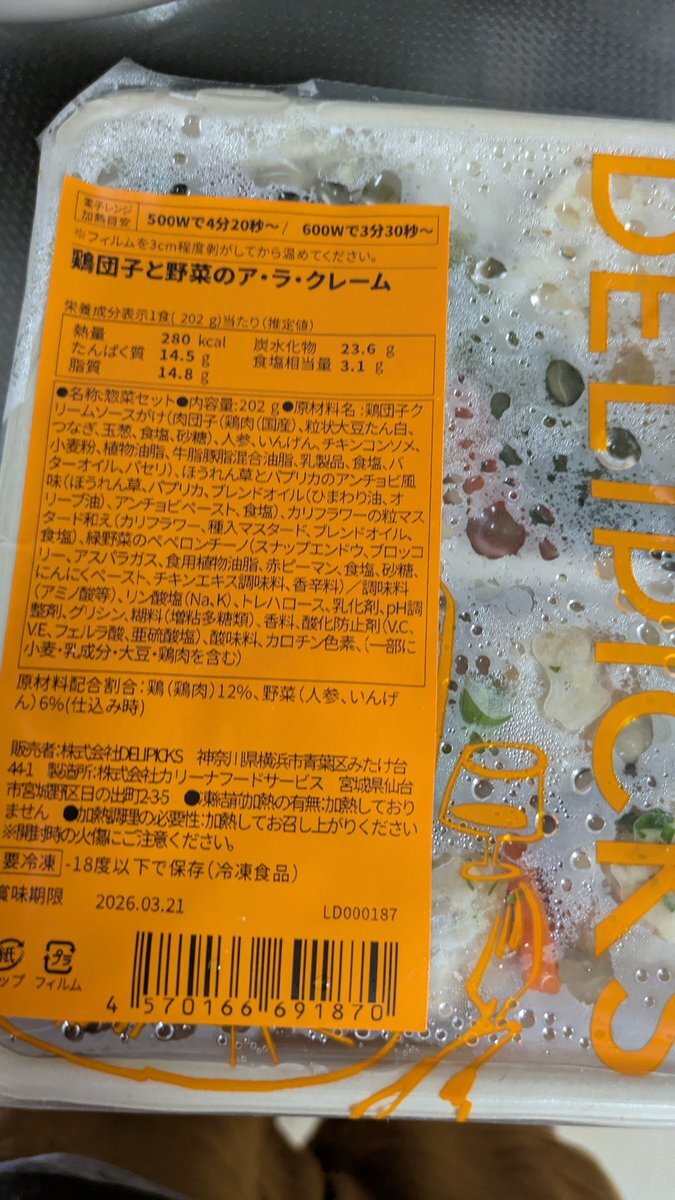 電子レンジ
加熱目安
500Wで4分20秒〜/ 600Wで3分30秒〜
※フィルムを3cm程度剥がしてから温めてください。
鶏団子と野菜のア・ラ・クレーム
栄養成分表示1食( 202 g)当たり(推定値)
熱量 280 kcal 炭水化物 23.6 g
たんぱく質 14.5 g 食塩相当量 3.1 g
脂質 14.8 g
●名称:惣菜セット●内容量:202 g●原材料名:鶏団子ク
リームソースがけ(肉団子(鶏肉(国産)、粒状大豆たん白、
つなぎ、玉葱、食塩、砂糖)、人参、いんげん、チキンコンソメ、
小麦粉、植物油脂、牛脂豚脂混合油脂、乳製品、食塩、バ
ターオイル、パセリ)、ほうれん草とパプリカのアンチョビ風
味(ほうれん草、パプリカ、ブレンドオイル(ひまわり油、オ
リーブ油)、アンチョビペースト、食塩)、カリフラワーの粒マス
タード和え(カリフラワー、種入マスタード、ブレンドオイル、
食塩)、緑野菜のペペロンチーノ(スナップエンドウ、ブロッコ
リー、アスパラガス、食用植物油脂、赤ピーマン、食塩、砂糖、
にんにくペースト、チキンエキス調味料、香辛料)／調味料
(アミノ酸等)、リン酸塩(Na、K)、トレハロース、乳化剤、pH調
整剤、グリシン、糊料(増粘多糖類)、香料、酸化防止剤(V.C、
V.E、フェルラ酸、亜硫酸塩)、酸味料、カロチン色素、(一部に
小麦・乳成分・大豆・鶏肉を含む)
原材料配合割合:鶏(鶏肉)12%、野菜(人参、いんげ
ん)6%(仕込み時)
販売者:株式会社DELIPICKS 神奈川県横浜市青葉区みたけ台
44-1 製造所:株式会社カリーナフードサービス 宮城県仙台
市宮城野区日の出町2-3-5 ●凍結前加熱の有無:加熱しており
ません ●加熱調理の必要性:加熱してお召し上がりください
※開封時の火傷にご注意ください。
要冷凍 -18度以下で保存(冷凍食品)
賞味期限 2026.03.21 LD000187
紙 プラ
ップ フィルム
4 570166 691870
DELIPICKS